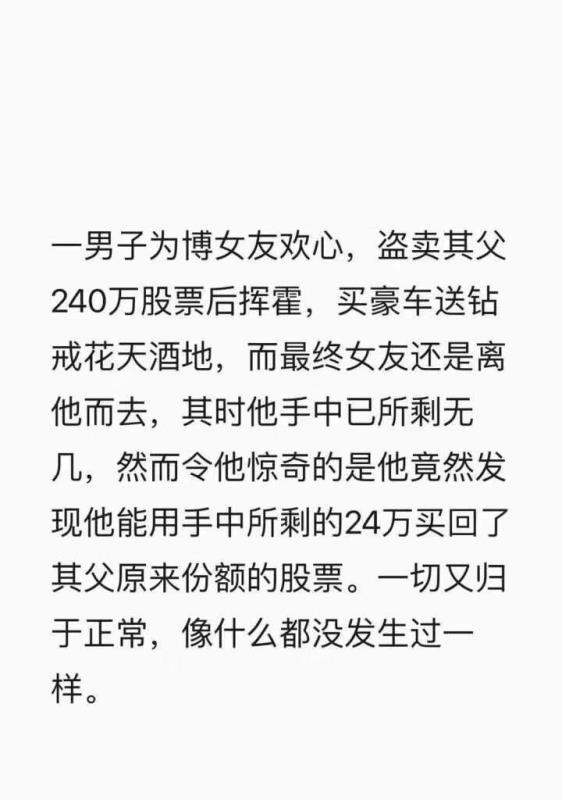 一男子为博女友欢心，盗卖其父
240万股票后挥霍，买豪车送钻
戒花天酒地，而最终女友还是离
他而去，其时他手中已所剩无
几，然而令他惊奇的是他竟然发
现他能用手中所剩的24万买回了
其父原来份额的股票。一切又归
于正常，像什么都没发生过一
样。